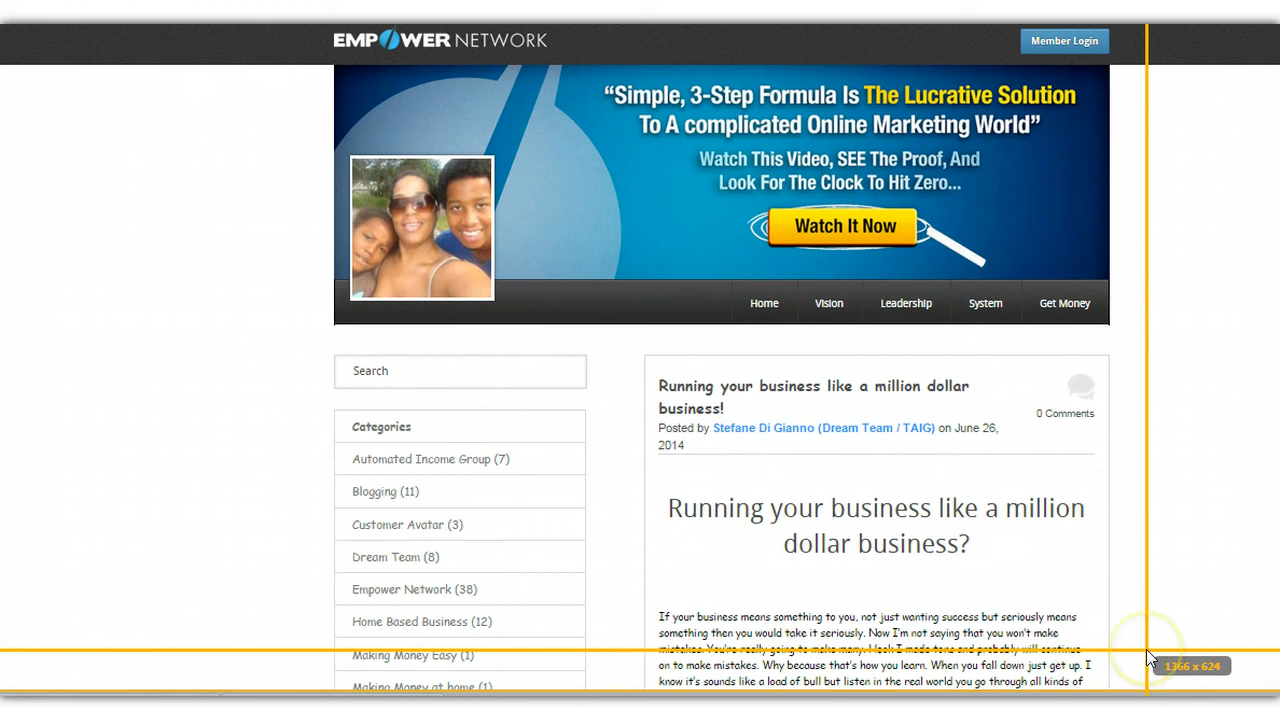 EMPOWER NETWORK
Member Login
“Simple, 3-Step Formula Is The Lucrative Solution
To A complicated Online Marketing World”
Watch This Video, SEE The Proof, And
Look For The Clock To Hit Zero...
Watch It Now
Home Vision Leadership System Get Money
Search
Categories
Automated Income Group (7)
Blogging (11)
Customer Avatar (3)
Dream Team (8)
Empower Network (38)
Home Based Business (12)
Making Money Easy (1)
Making Money at home (1)
Running your business like a million dollar
business!
0 Comments
Posted by Stefane Di Gianno (Dream Team / TAIG) on June 26,
2014
Running your business like a million
dollar business?
If your business means something to you, not just wanting success but seriously means
something then you would take it seriously. Now I'm not saying that you won't make
mistakes. You're really going to make many. I
on to make mistakes. Why because that's how you learn. When you fall down just get up. I
know it's sounds like a load of bull but listen in the real world you go through all kinds of
1366 x 624